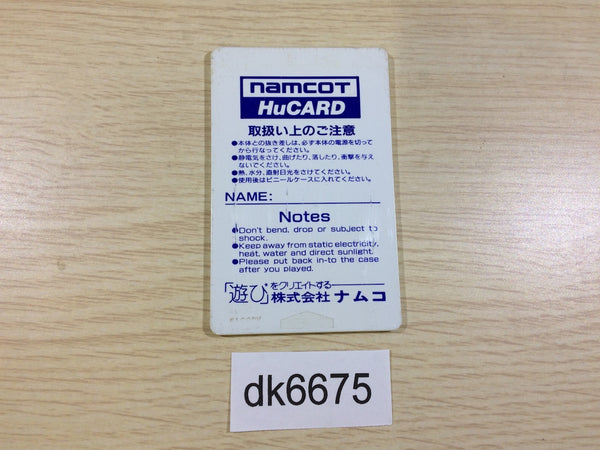 namcoT
HuCARD
取扱い上のご注意
●本体との抜き差しは、必ず本体の電源を切って
から行なってください。
●静電気をさけ、曲げたり、落したり、衝撃を与え
ないでください。
●熱、水分、直射日光をさけてください。
●使用後はビニールケースに入れてください。
NAME:
Notes
●Don't bend, drop or subject to
shock.
●Keep away from static electricity,
heat, water and direct sunlight.
●Please put back in-to the case
after you played.
「遊び」をクリエイトする
株式会社 ナムコ
dk6675